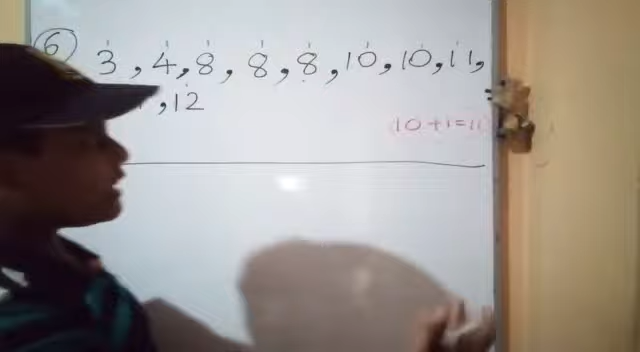 6 3, 4, 8, 8, 8, 10, 10, 11,
, 12
10+1=11